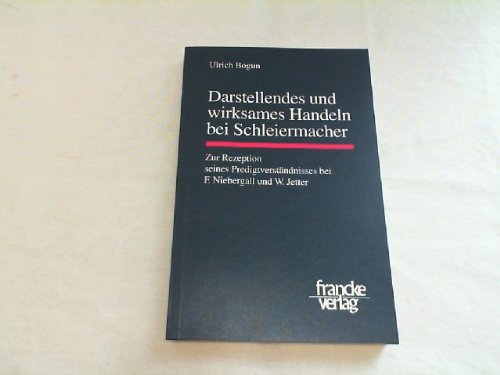 Ulrich Bogun
Darstellendes und
wirksames Handeln
bei Schleiermacher
Zur Rezeption
seines Predigtverständnisses bei
F. Niebergall und W. Jetter
francke
verlag